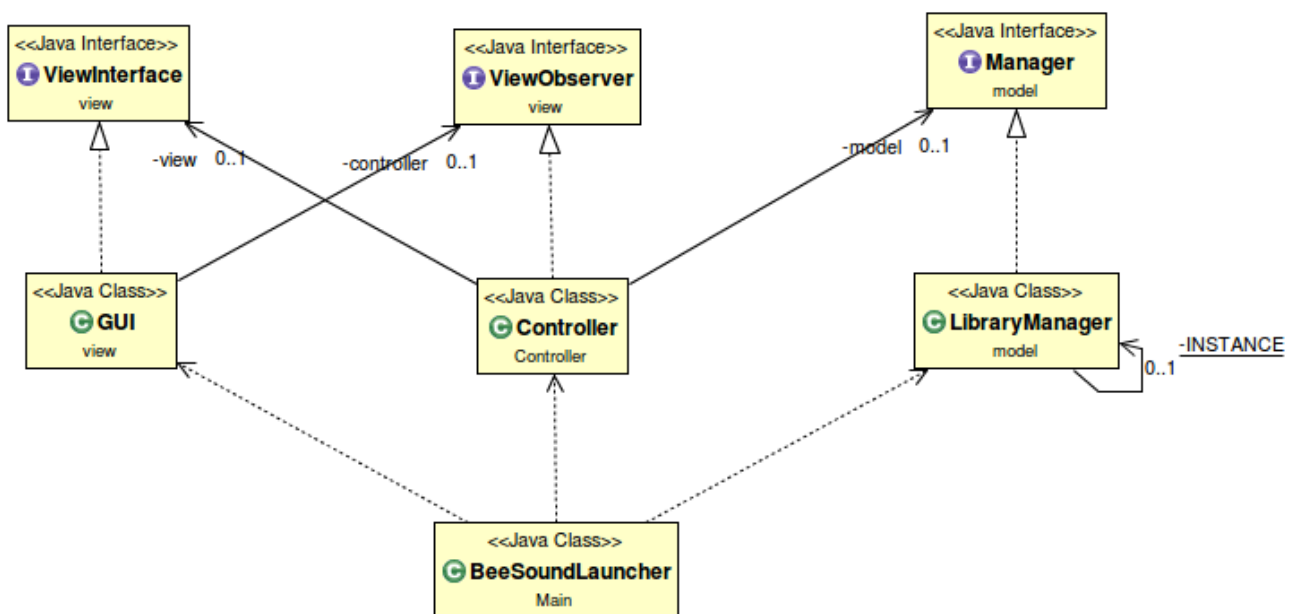 <<Java Interface>>
I ViewInterface
view
<<Java Interface>>
I ViewObserver
view
<<Java Interface>>
I Manager
model
-view 0..1
-controller 0..1
-model 0..1
<<Java Class>>
C GUI
view
<<Java Class>>
C Controller
Controller
<<Java Class>>
C LibraryManager
model
-INSTANCE
0..1
<<Java Class>>
C BeeSoundLauncher
Main